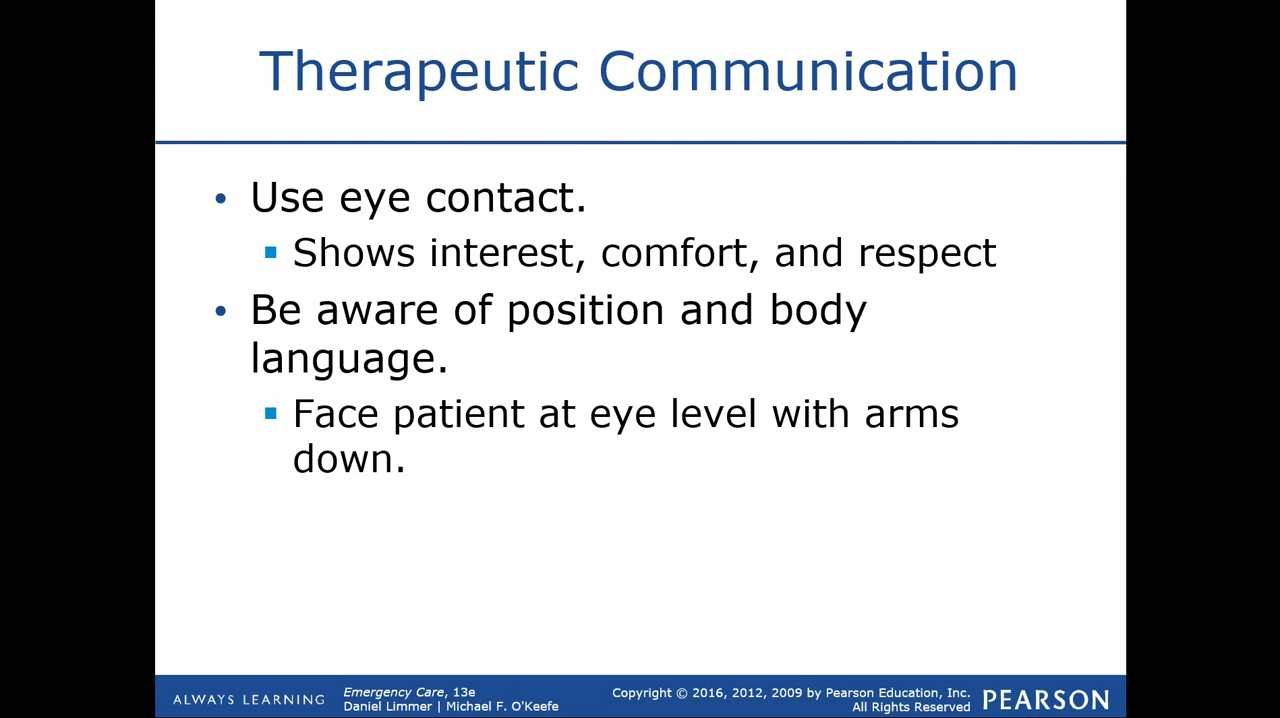 Therapeutic Communication
• Use eye contact.
▪ Shows interest, comfort, and respect
• Be aware of position and body
language.
▪ Face patient at eye level with arms
down.
ALWAYS LEARNING
Emergency Care, 13e
Daniel Limmer | Michael F. O'Keefe
Copyright © 2016, 2012, 2009 by Pearson Education, Inc.
All Rights Reserved
PEARSON